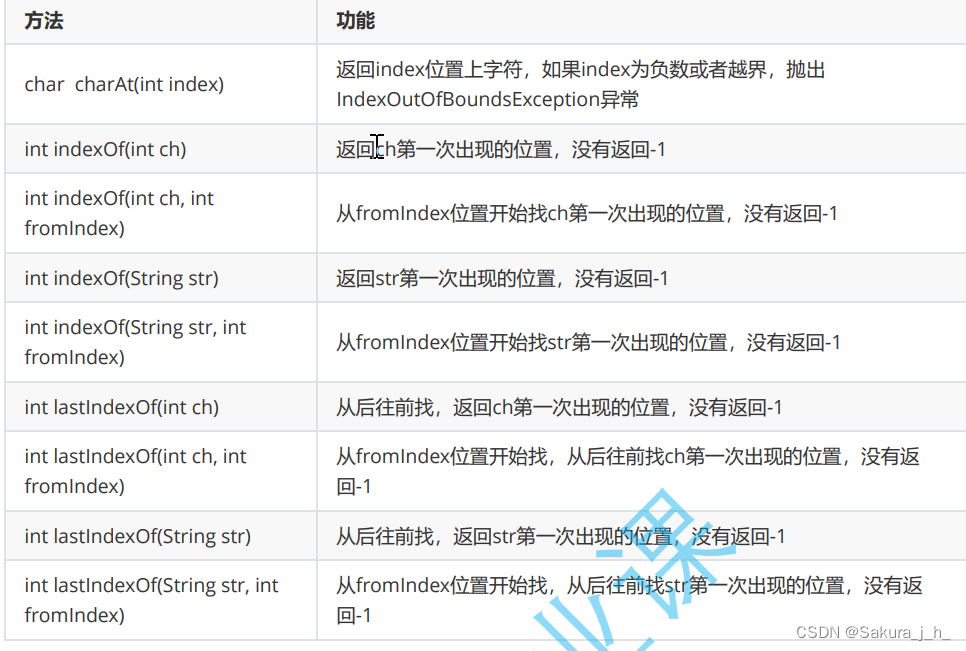 方法 功能
char charAt(int index)
返回index位置上字符，如果index为负数或者越界，抛出
IndexOutOfBoundsException异常
int indexOf(int ch)
返回ch第一次出现的位置，没有返回-1
int indexOf(int ch, int
fromIndex)
从fromIndex位置开始找ch第一次出现的位置，没有返回-1
int indexOf(String str)
返回str第一次出现的位置，没有返回-1
int indexOf(String str, int
fromIndex)
从fromIndex位置开始找str第一次出现的位置，没有返回-1
int lastIndexOf(int ch)
从后往前找，返回ch第一次出现的位置，没有返回-1
int lastIndexOf(int ch, int
fromIndex)
从fromIndex位置开始找，从后往前找ch第一次出现的位置，没有返
回-1
int lastIndexOf(String str)
从后往前找，返回str第一次出现的位置，没有返回-1
int lastIndexOf(String str, int
fromIndex)
从fromIndex位置开始找，从后往前找str第一次出现的位置，没有返
回-1
业课
CSDN @Sakura_j_h_